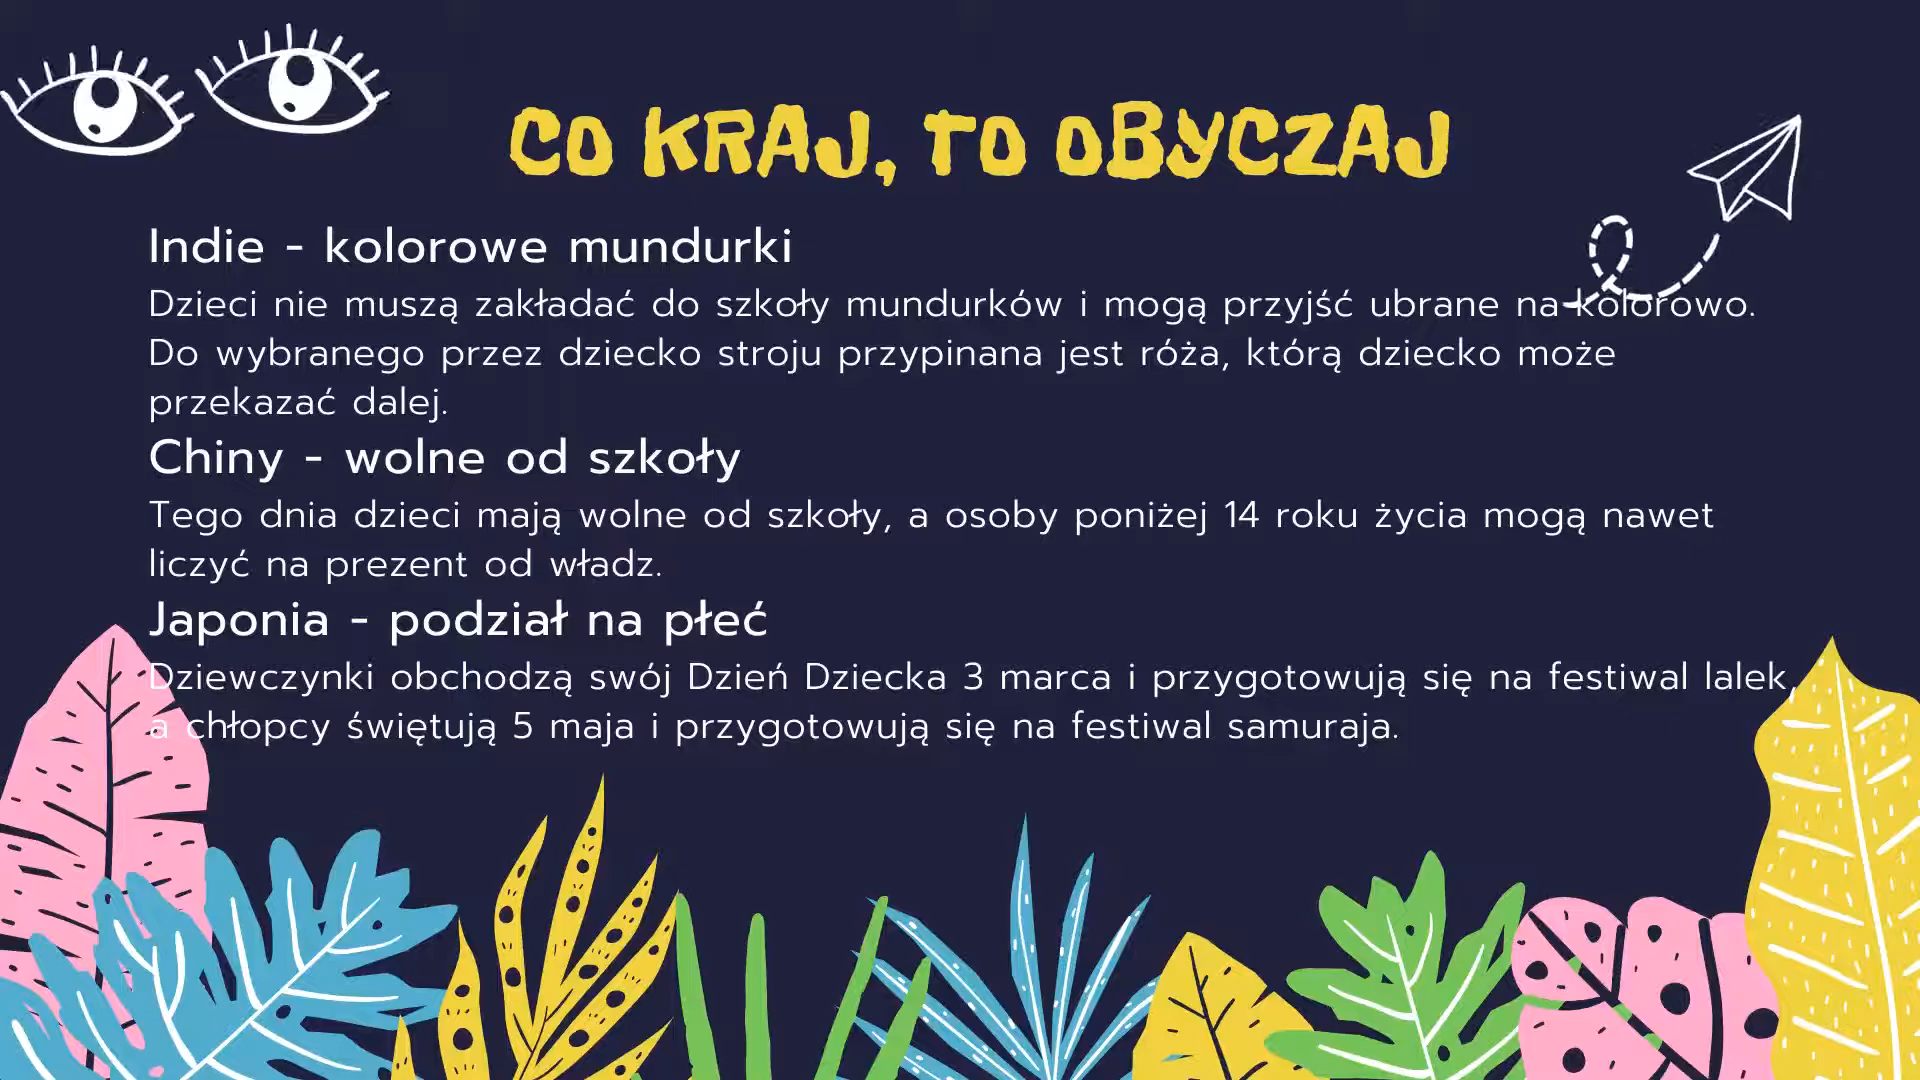 CO KRAJ, TO OBYCZAJ
Indie - kolorowe mundurki
Dzieci nie muszą zakładać do szkoły mundurków i mogą przyjść ubrane na kolorowo.
Do wybranego przez dziecko stroju przypinana jest róża, którą dziecko może
przekazać dalej.
Chiny - wolne od szkoły
Tego dnia dzieci mają wolne od szkoły, a osoby poniżej 14 roku życia mogą nawet
liczyć na prezent od władz.
Japonia - podział na płeć
Dziewczynki obchodzą swój Dzień Dziecka 3 marca i przygotowują się na festiwal lalek,
a chłopcy świętują 5 maja i przygotowują się na festiwal samuraja.